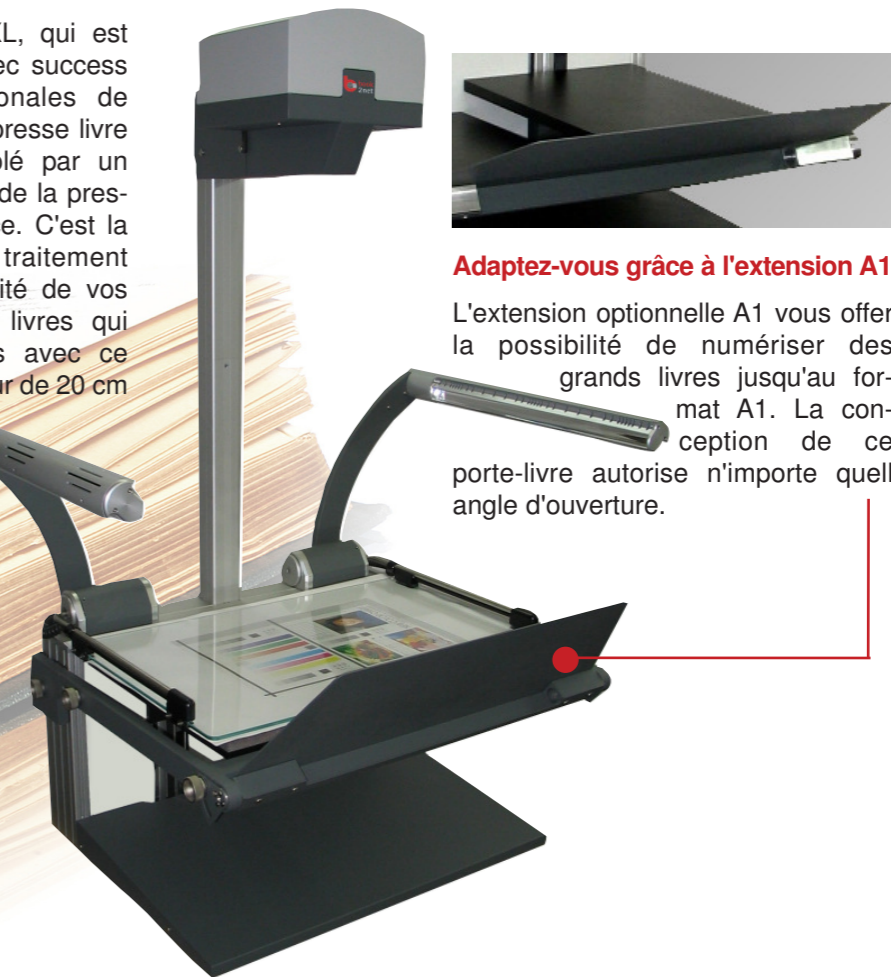 XL, qui est
ec success
onales de
presse livre
lé par un
de la pres-
ce. C'est la
traitement
ité de vos
livres qui
s avec ce
ur de 20 cm
Adaptez-vous grâce à l'extension A1
L'extension optionnelle A1 vous offer
la possibilité de numériser des
grands livres jusqu'au for-
mat A1. La con-
ception de ce
porte-livre autorise n'importe quell
angle d'ouverture.